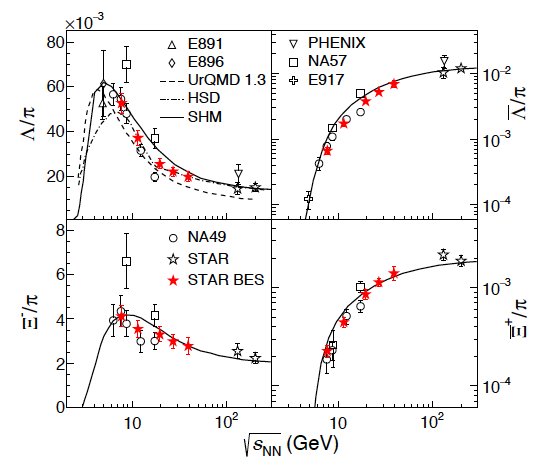 ×10⁻³
80
60
40
20
Λ/π
△ E891
◇ E896
UrQMD 1.3
HSD
SHM
▽ PHENIX
□ NA57
E917
10⁻²
10⁻³
10⁻⁴
Λ̅/π
8
6
4
2
0
Ξ⁻/π
○ NA49
☆ STAR
★ STAR BES
10⁻³
10⁻⁴
Ξ̅⁺/π
10
10²
10
10²
√sNN (GeV)